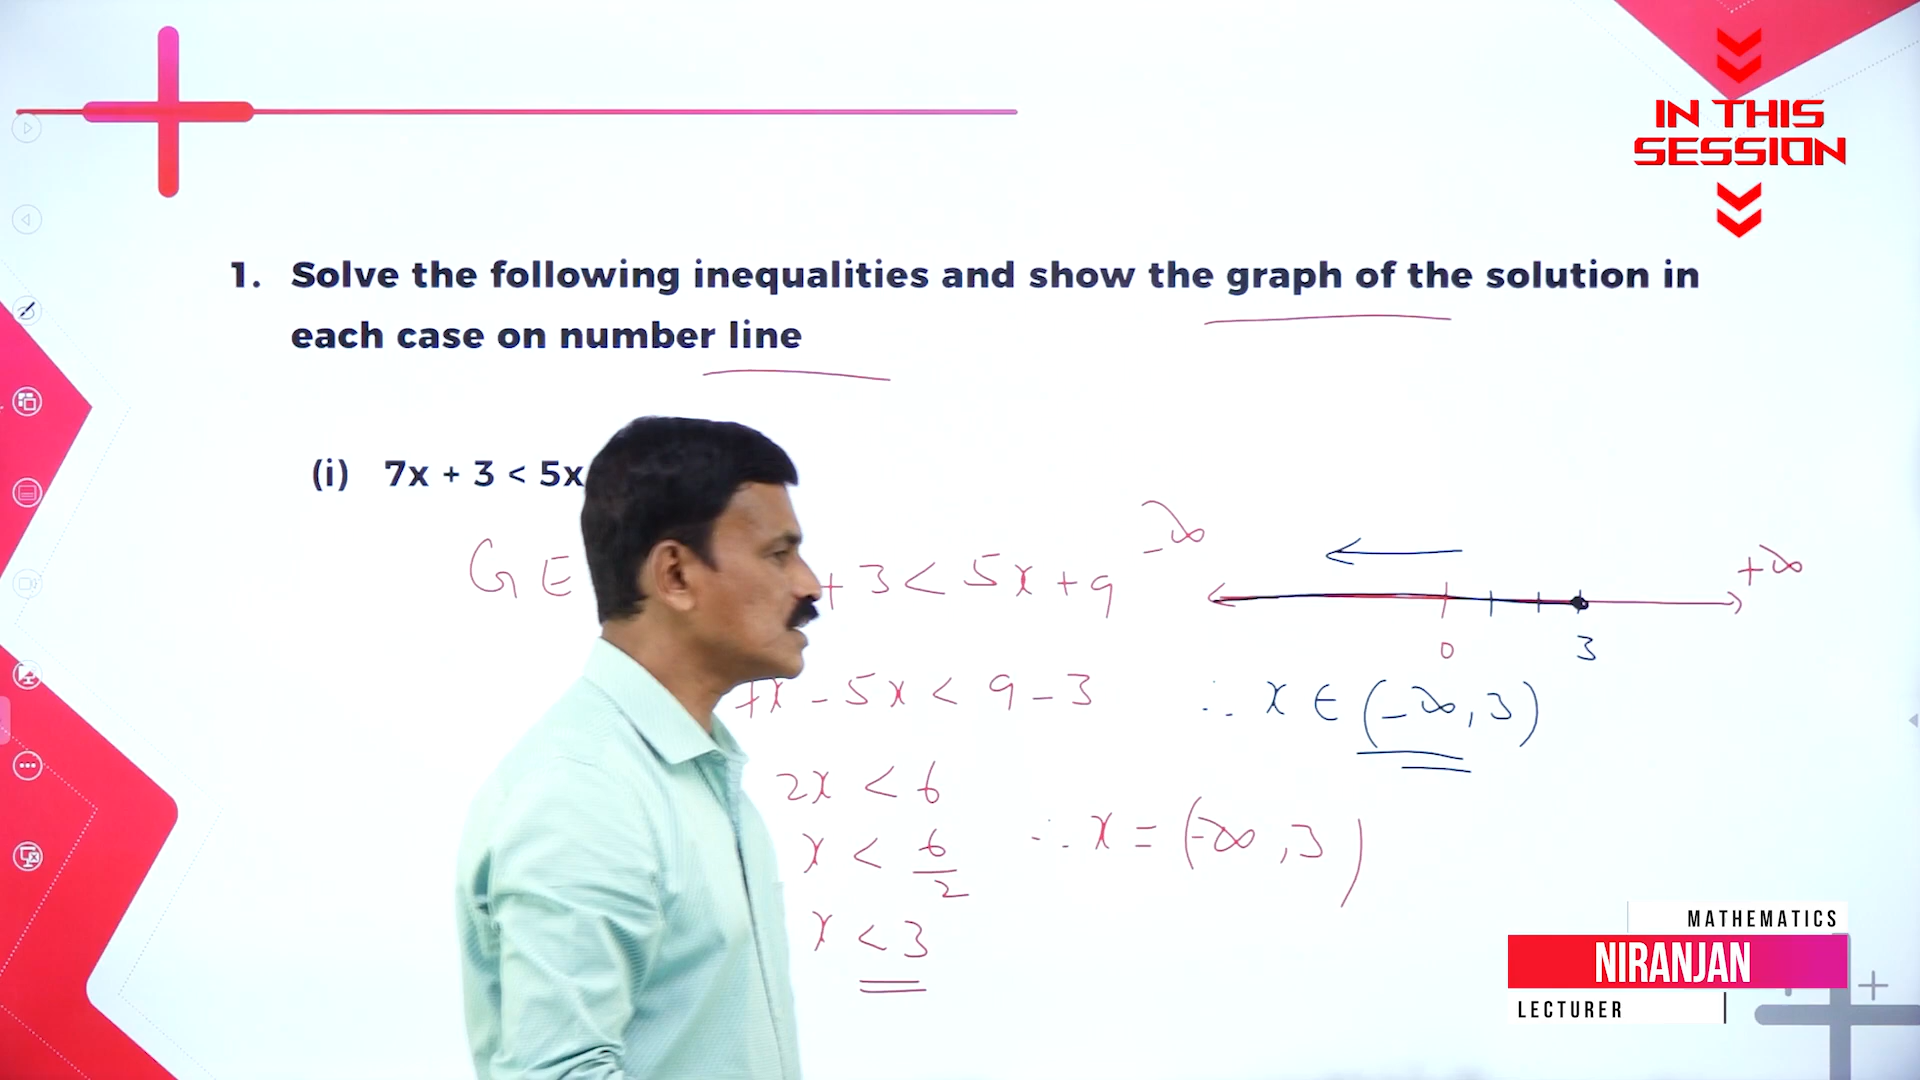 IN THIS
SESSION
1. Solve the following inequalities and show the graph of the solution in
each case on number line
(i) 7x + 3 < 5x
G E + 3 < 5x + 9
-∞
+∞
0 3
7x - 5x < 9 - 3
∴ x ∈ (-∞, 3)
2x < 6
x < 6/2
∴ x = (-∞, 3)
x < 3
MATHEMATICS
NIRANJAN
LECTURER